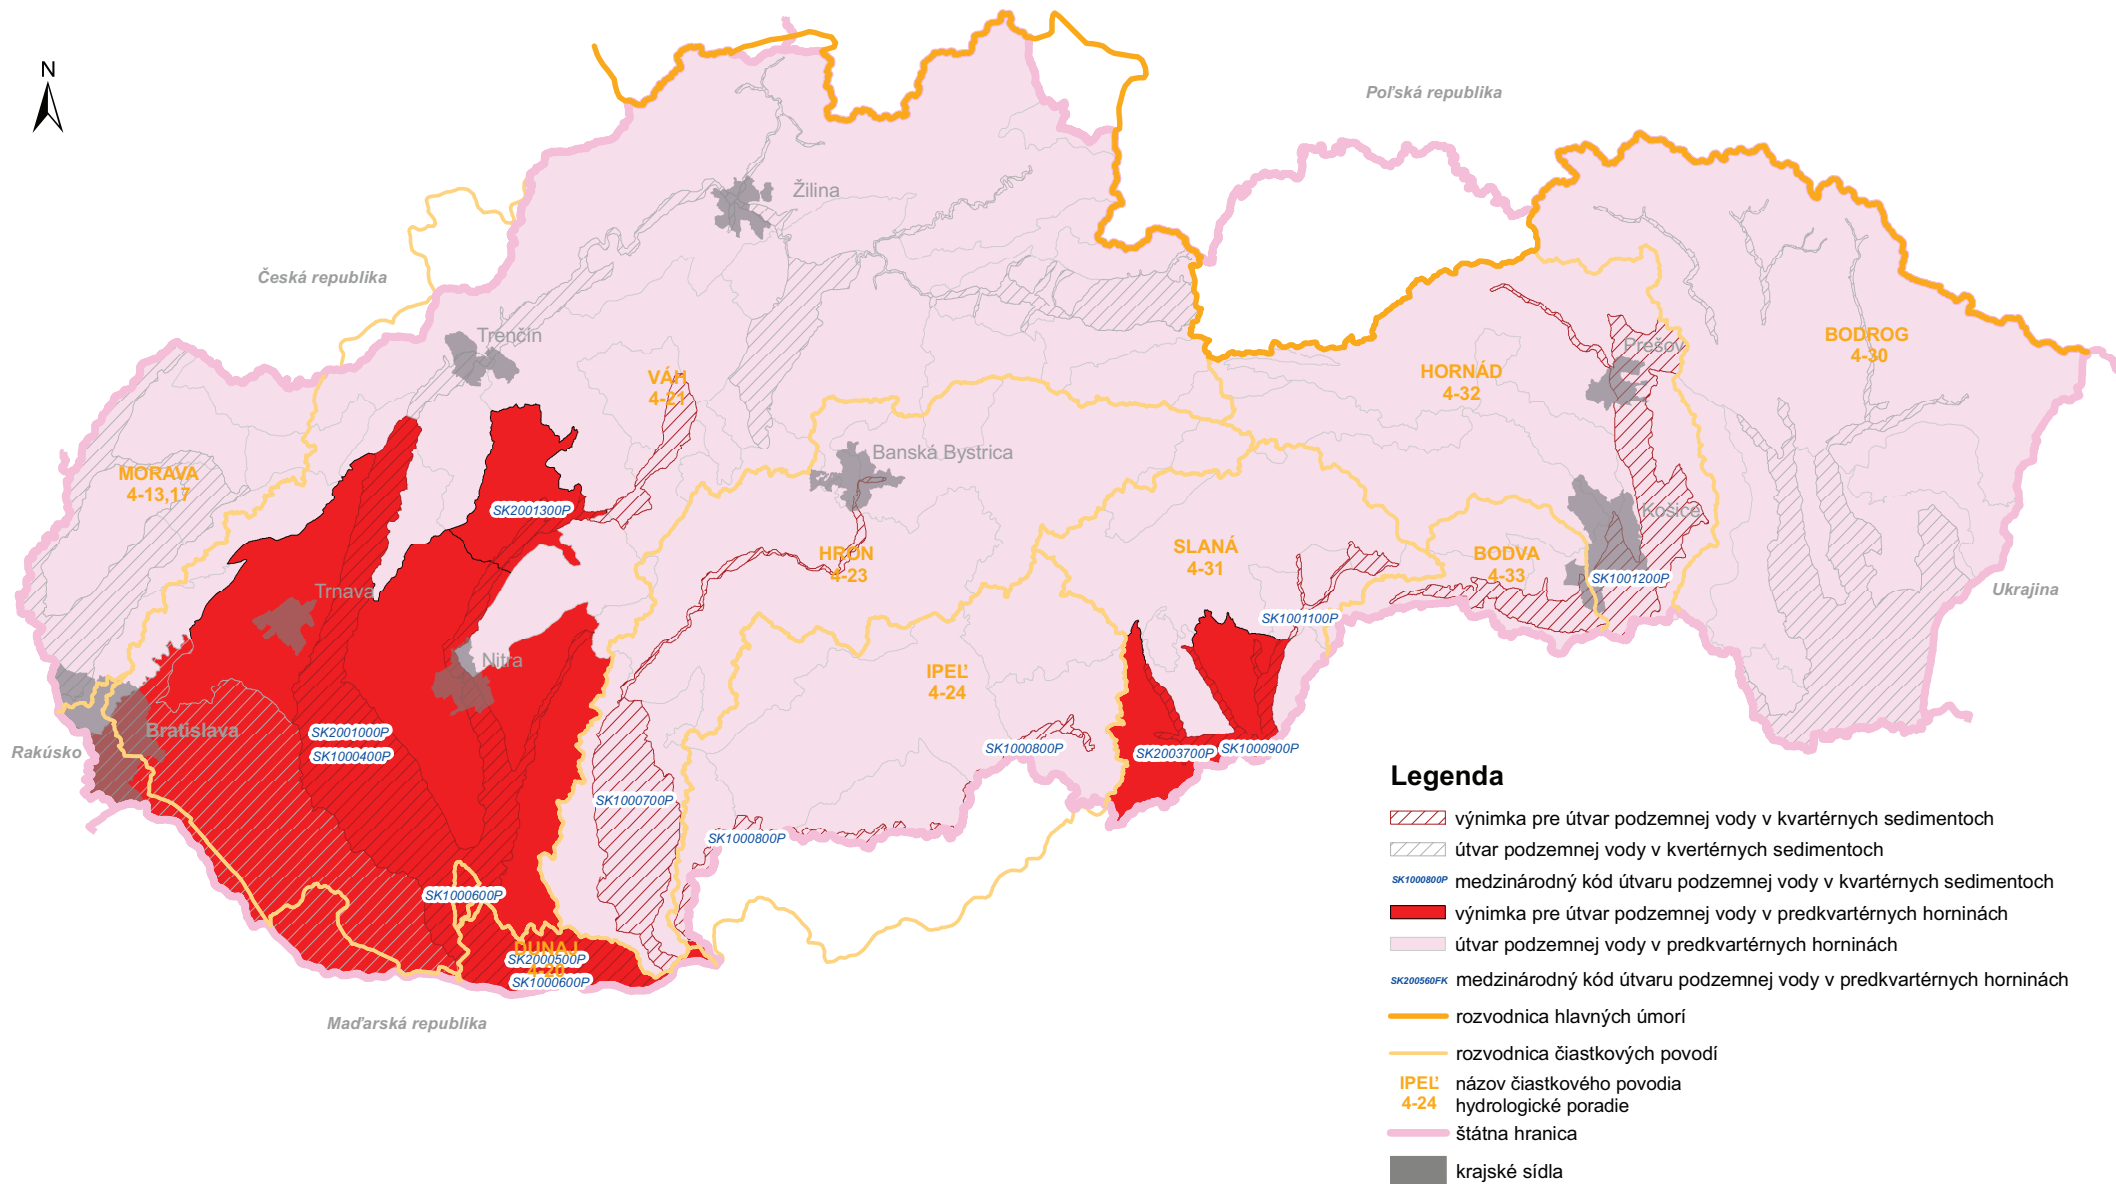 N
Poľská republika
Žilina
Česká republika
Trenčín
Prešov
BODROG
4-30
VÁH
4-21
HORNÁD
4-32
Banská Bystrica
MORAVA
4-13,17
SK2001300P
Košice
HRON
4-23
SLANÁ
4-31
BODVA
4-33
SK1001200P
Ukrajina
Trnava
SK1001100P
Nitra
IPEĽ
4-24
Bratislava
SK2001000P
SK1000400P
Rakúsko
SK1000800P
SK2003700P
SK1000900P
SK1000700P
SK1000800P
SK1000600P
DUNAJ
4-20
SK2000500P
SK1000600P
Maďarská republika
Legenda
výnimka pre útvar podzemnej vody v kvartérnych sedimentoch
útvar podzemnej vody v kvertérnych sedimentoch
SK1000800P medzinárodný kód útvaru podzemnej vody v kvartérnych sedimentoch
výnimka pre útvar podzemnej vody v predkvartérnych horninách
útvar podzemnej vody v predkvartérnych horninách
SK200560FK medzinárodný kód útvaru podzemnej vody v predkvartérnych horninách
rozvodnica hlavných úmorí
rozvodnica čiastkových povodí
IPEĽ názov čiastkového povodia
4-24 hydrologické poradie
štátna hranica
krajské sídla